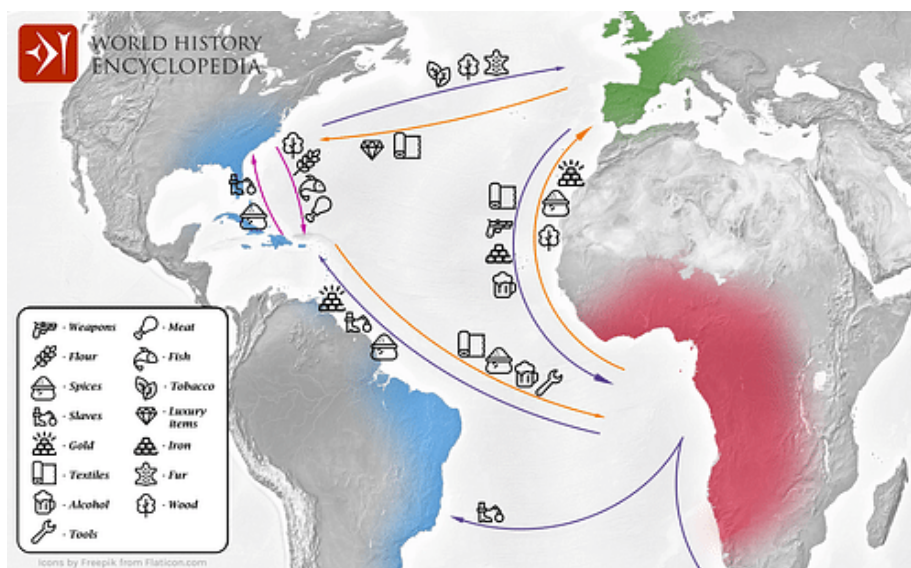 WORLD HISTORY
ENCYCLOPEDIA
- Weapons
- Flour
- Spices
- Slaves
- Gold
- Textiles
- Alcohol
- Tools
- Meat
- Fish
- Tobacco
- Luxury
items
- Iron
- Fur
- Wood
Icons by Freepik from Flaticon.com